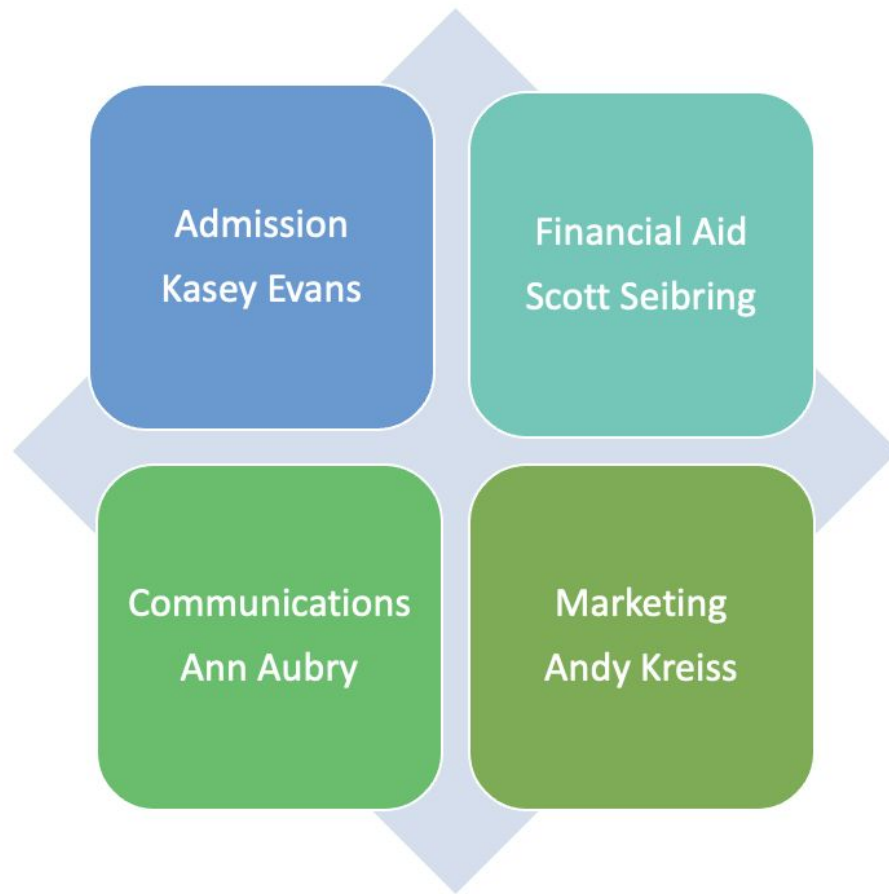 Admission
Kasey Evans
Financial Aid
Scott Seibring
Communications
Ann Aubry
Marketing
Andy Kreiss